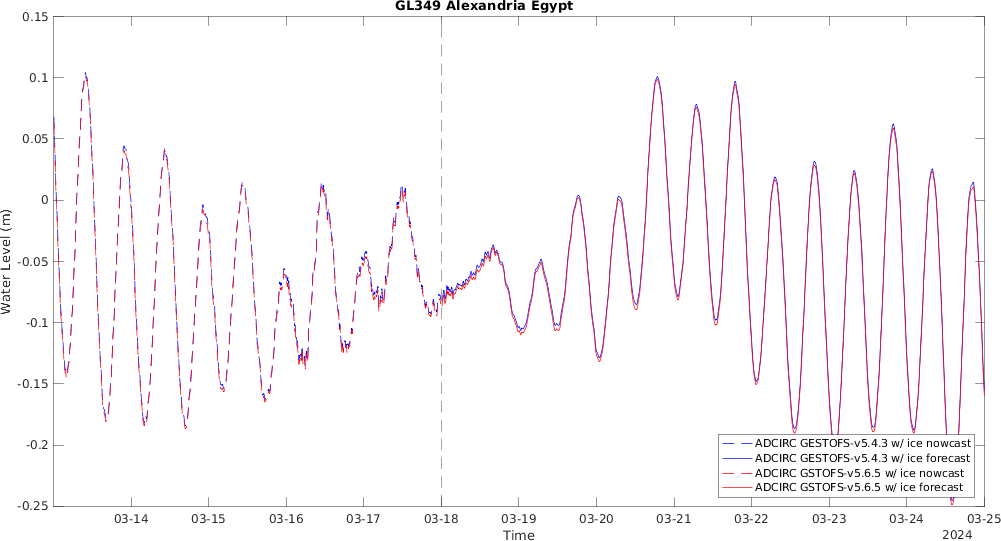 GL349 Alexandria Egypt
0.15
0.1
0.05
0
-0.05
-0.1
-0.15
-0.2
-0.25
Water Level (m)
ADCIRC GESTOFS-v5.4.3 w/ ice nowcast
ADCIRC GESTOFS-v5.4.3 w/ ice forecast
ADCIRC GSTOFS-v5.6.5 w/ ice nowcast
ADCIRC GSTOFS-v5.6.5 w/ ice forecast
03-14 03-15 03-16 03-17 03-18 03-19 03-20 03-21 03-22 03-23 03-24 03-25
Time
2024